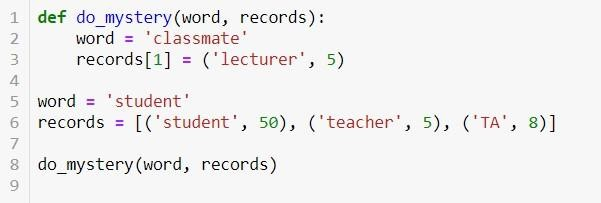 1 def do_mystery(word, records):
2     word = 'classmate'
3     records[1] = ('lecturer', 5)
4
5 word = 'student'
6 records = [('student', 50), ('teacher', 5), ('TA', 8)]
7
8 do_mystery(word, records)
9